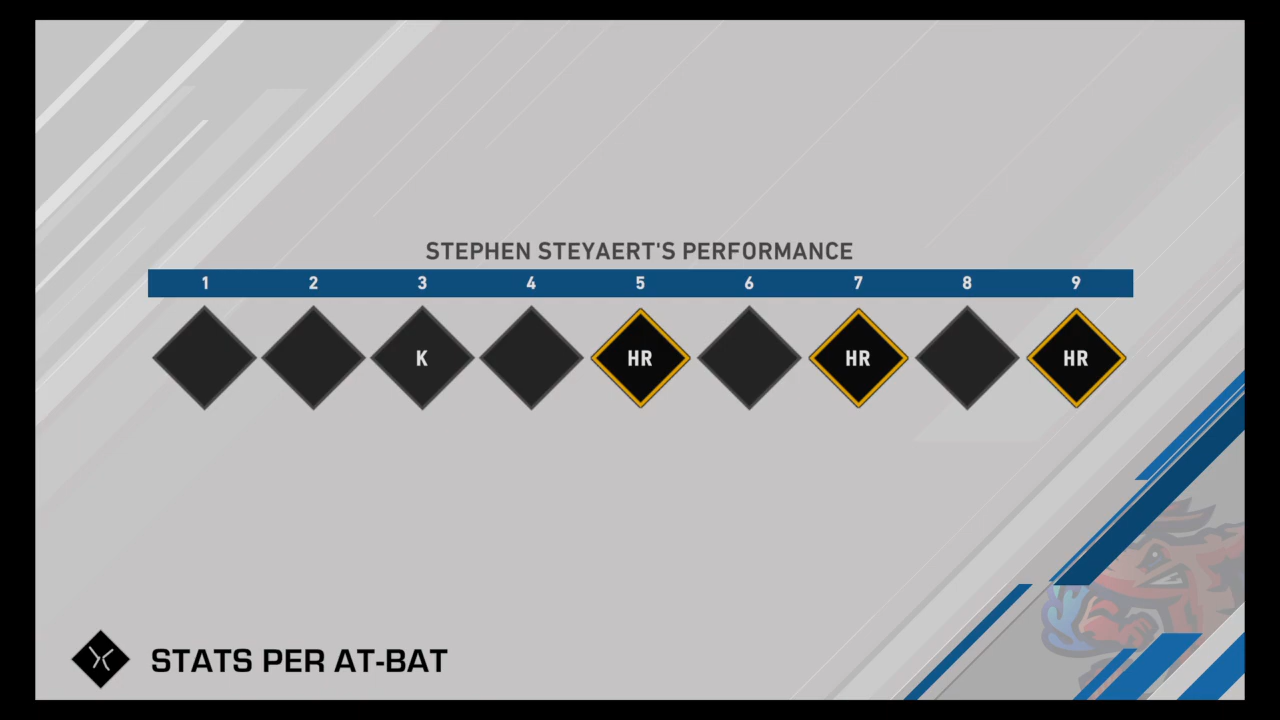 STEPHEN STEYAERT'S PERFORMANCE
1 2 3 4 5 6 7 8 9
K HR HR HR
STATS PER AT-BAT